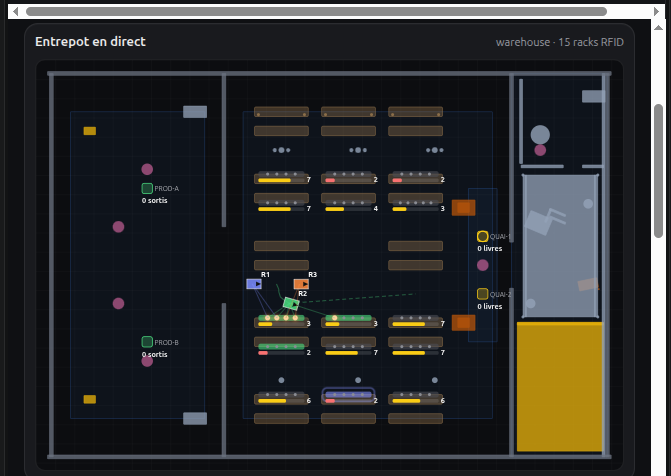 Entrepot en direct
warehouse · 15 racks RFID
7 2 2
PROD-A
0 sortis
7 4 3
QUAI-1
0 livres
R1 R3
R2
QUAI-2
0 livres
3 3 7
PROD-B
0 sortis
2 7 7
6 2 6